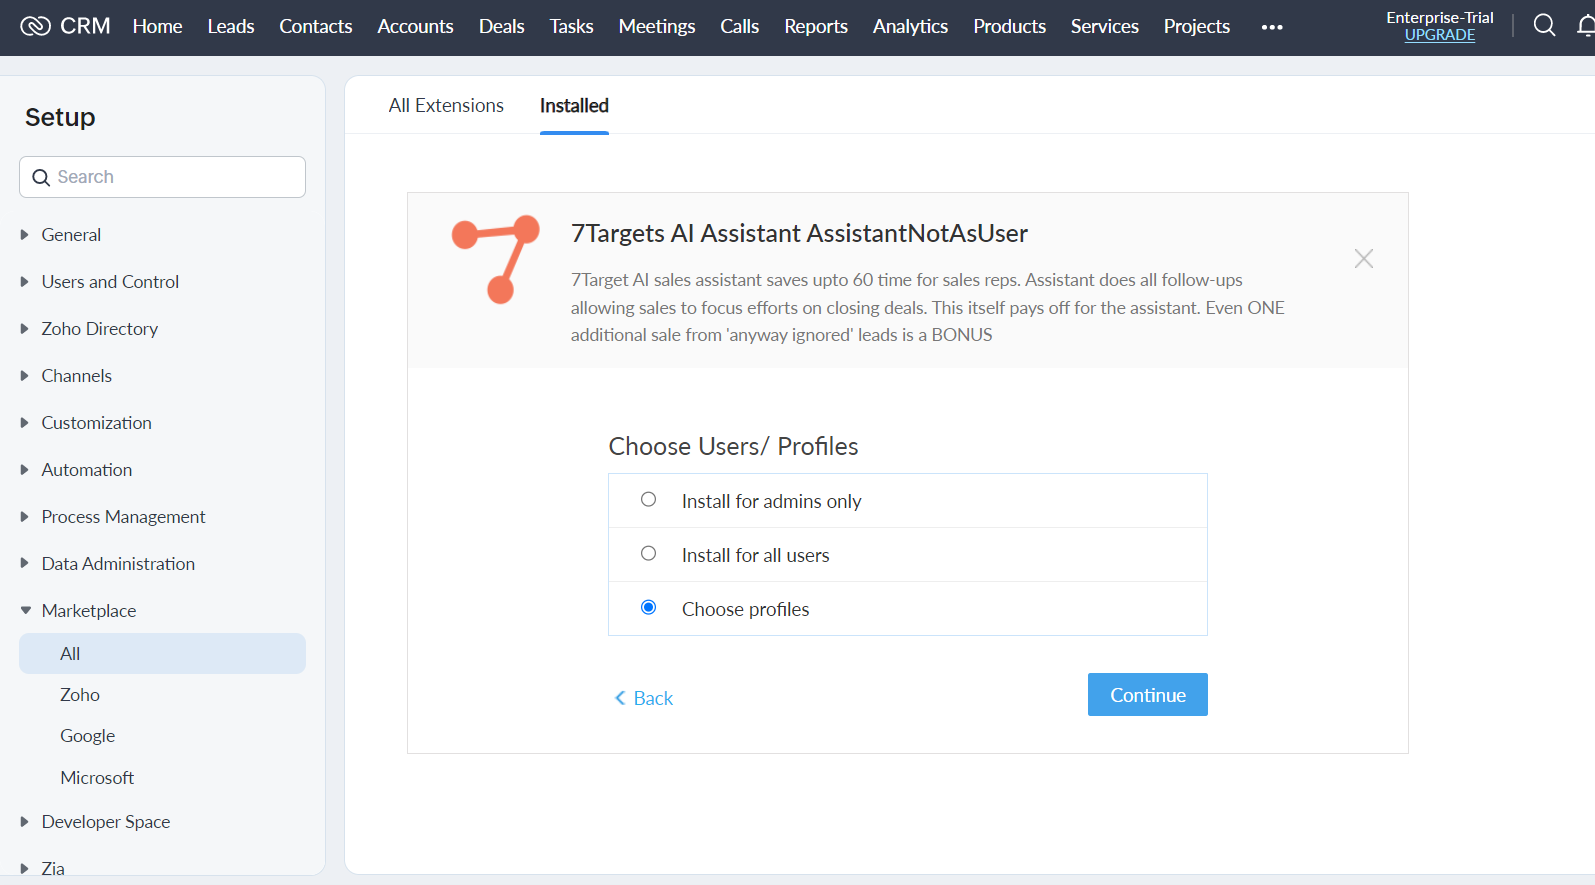 CRM Home Leads Contacts Accounts Deals Tasks Meetings Calls Reports Analytics Products Services Projects ••• Enterprise-Trial
UPGRADE
Setup
Search
General
Users and Control
Zoho Directory
Channels
Customization
Automation
Process Management
Data Administration
Marketplace
All
Zoho
Google
Microsoft
Developer Space
Zia
All Extensions Installed
7Targets AI Assistant AssistantNotAsUser
7Target AI sales assistant saves upto 60 time for sales reps. Assistant does all follow-ups
allowing sales to focus efforts on closing deals. This itself pays off for the assistant. Even ONE
additional sale from 'anyway ignored' leads is a BONUS
Choose Users/ Profiles
Install for admins only
Install for all users
Choose profiles
Back
Continue